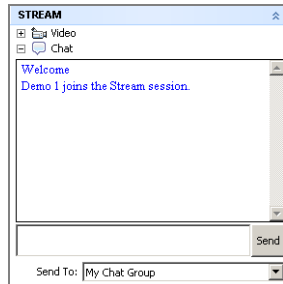 STREAM
Video
Chat
Welcome
Demo 1 joins the Stream session.
Send
Send To: My Chat Group